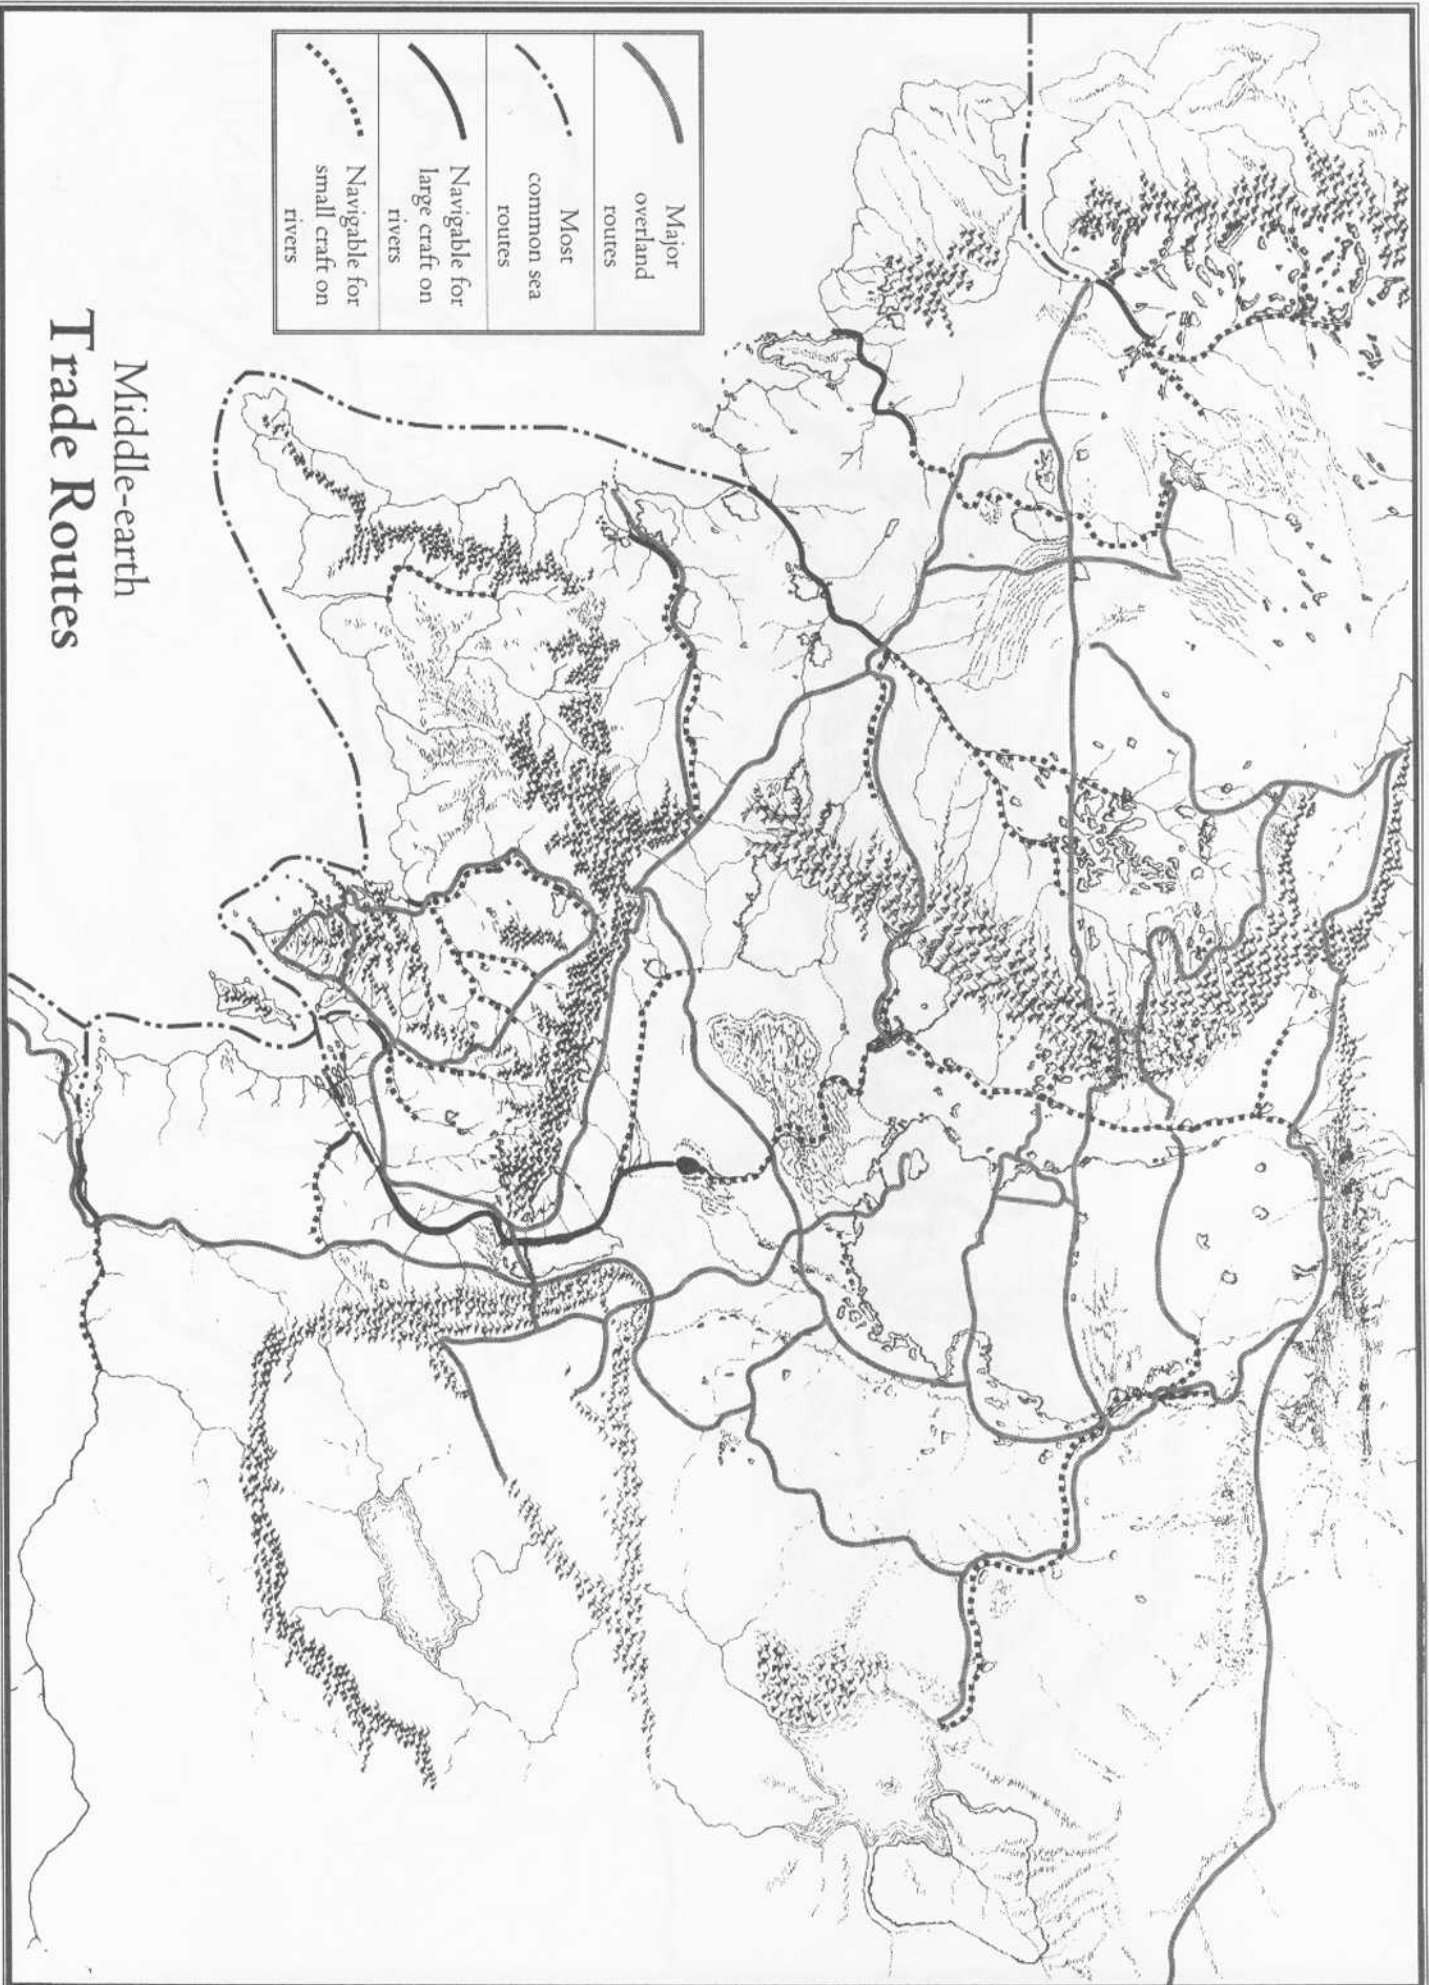 Major
overland
routes
Most
common sea
routes
Navigable for
large craft on
rivers
Navigable for
small craft on
rivers
Middle-earth
Trade Routes